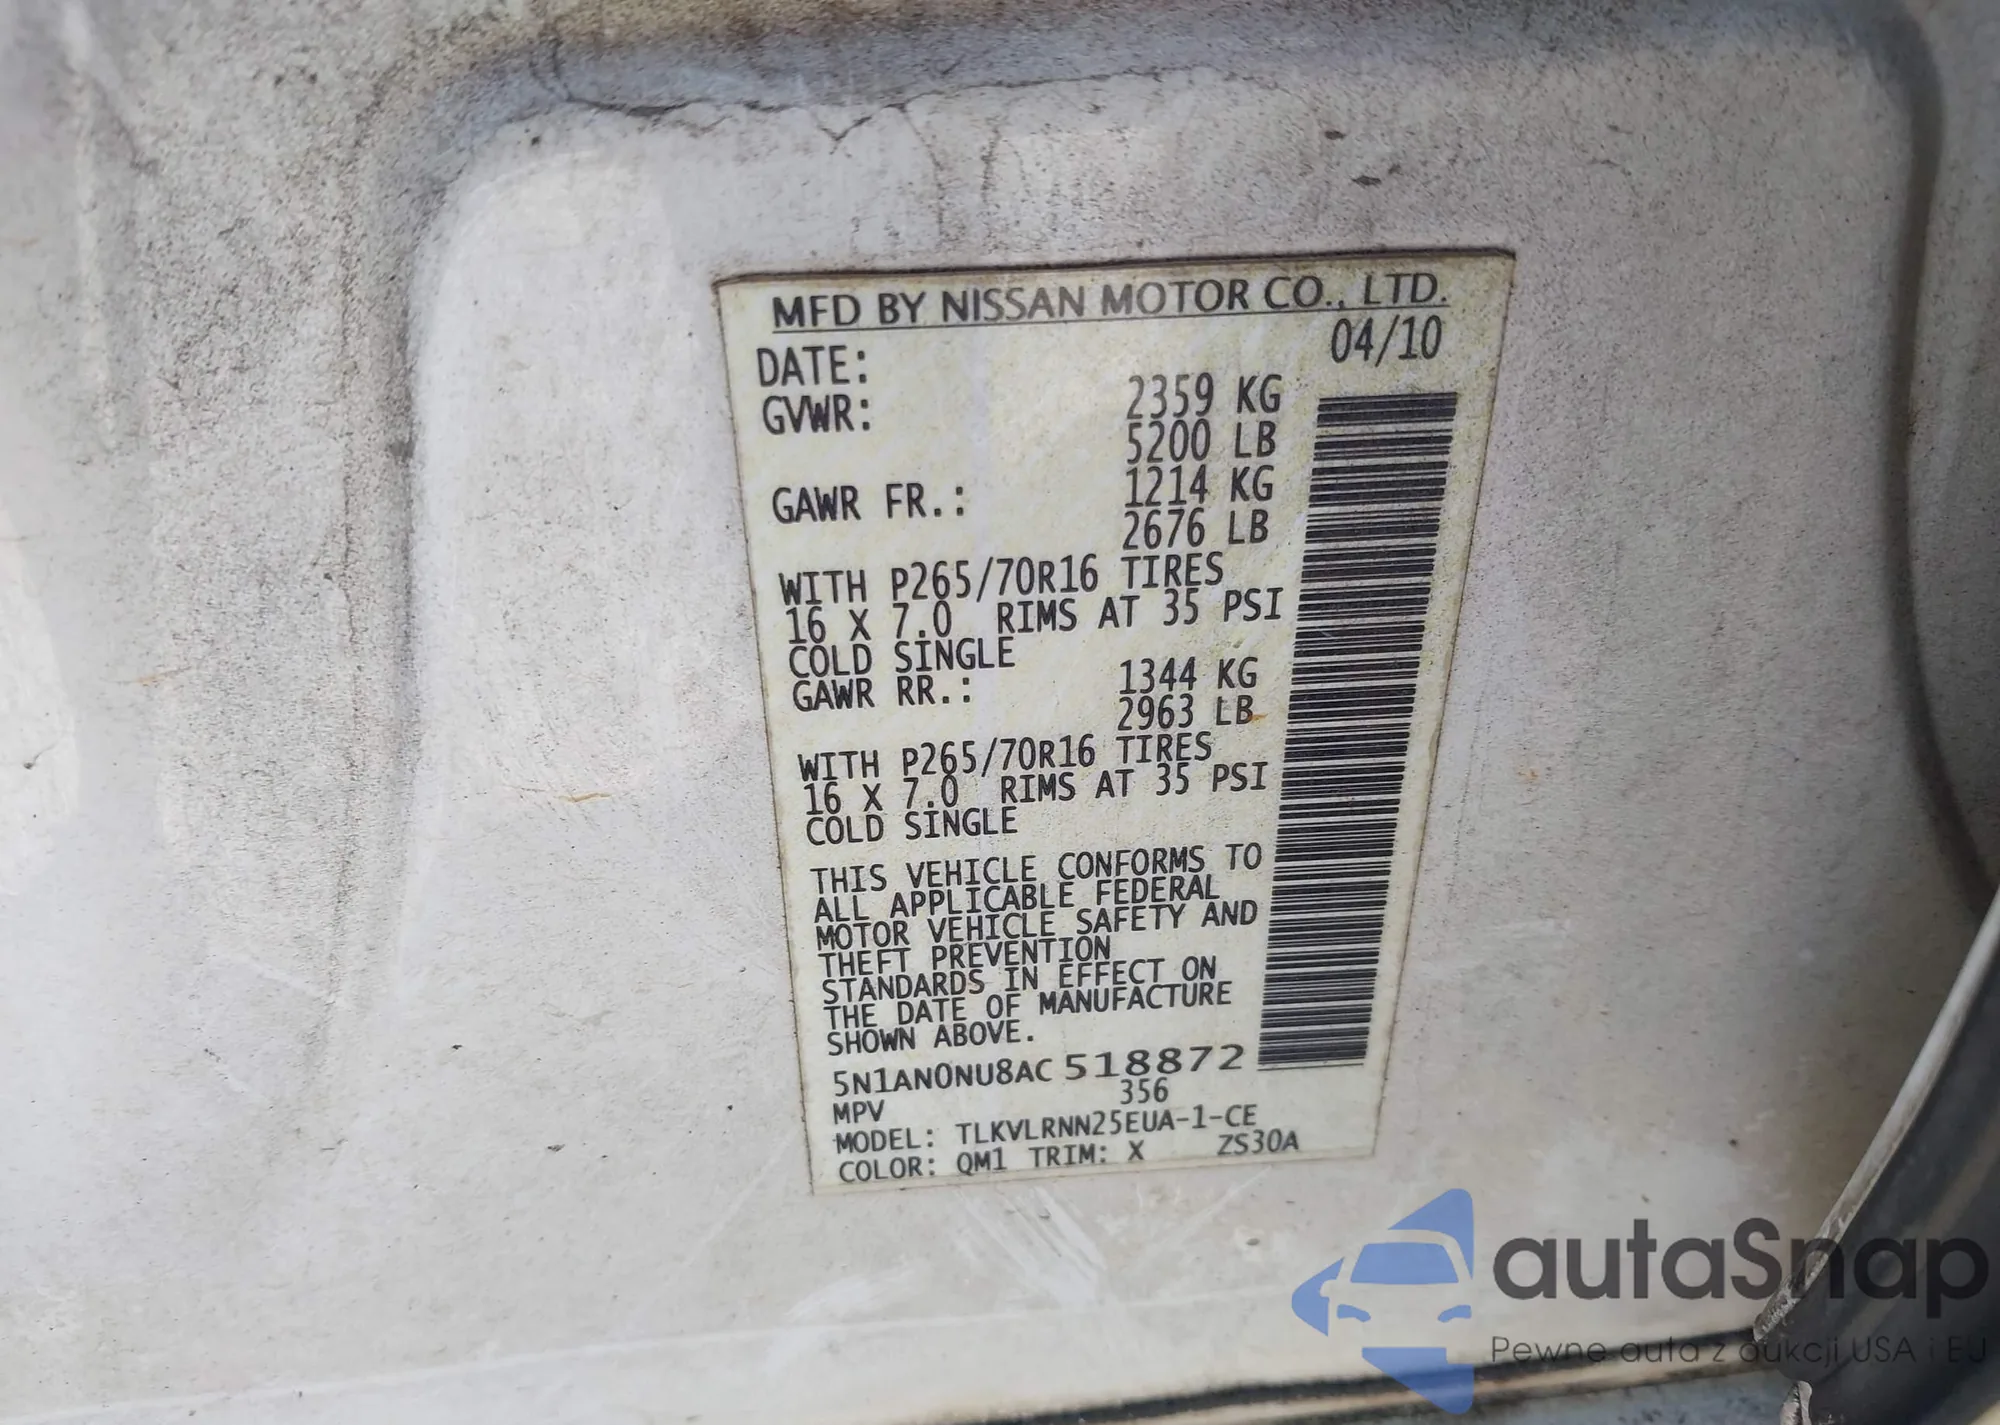 MFD BY NISSAN MOTOR CO., LTD.
DATE: 04/10
GVWR: 2359 KG
5200 LB
GAWR FR.: 1214 KG
2676 LB
WITH P265/70R16 TIRES
16 X 7.0 RIMS AT 35 PSI
COLD SINGLE
GAWR RR.: 1344 KG
2963 LB
WITH P265/70R16 TIRES
16 X 7.0 RIMS AT 35 PSI
COLD SINGLE
THIS VEHICLE CONFORMS TO
ALL APPLICABLE FEDERAL
MOTOR VEHICLE SAFETY AND
THEFT PREVENTION
STANDARDS IN EFFECT ON
THE DATE OF MANUFACTURE
SHOWN ABOVE.
5N1AN0NU8AC 518872
MPV 356
MODEL: TLKVLRNN25EUA-1-CE
COLOR: QM1 TRIM: X ZS30A
autaSnap
Pewne auta z aukcji USA i EU